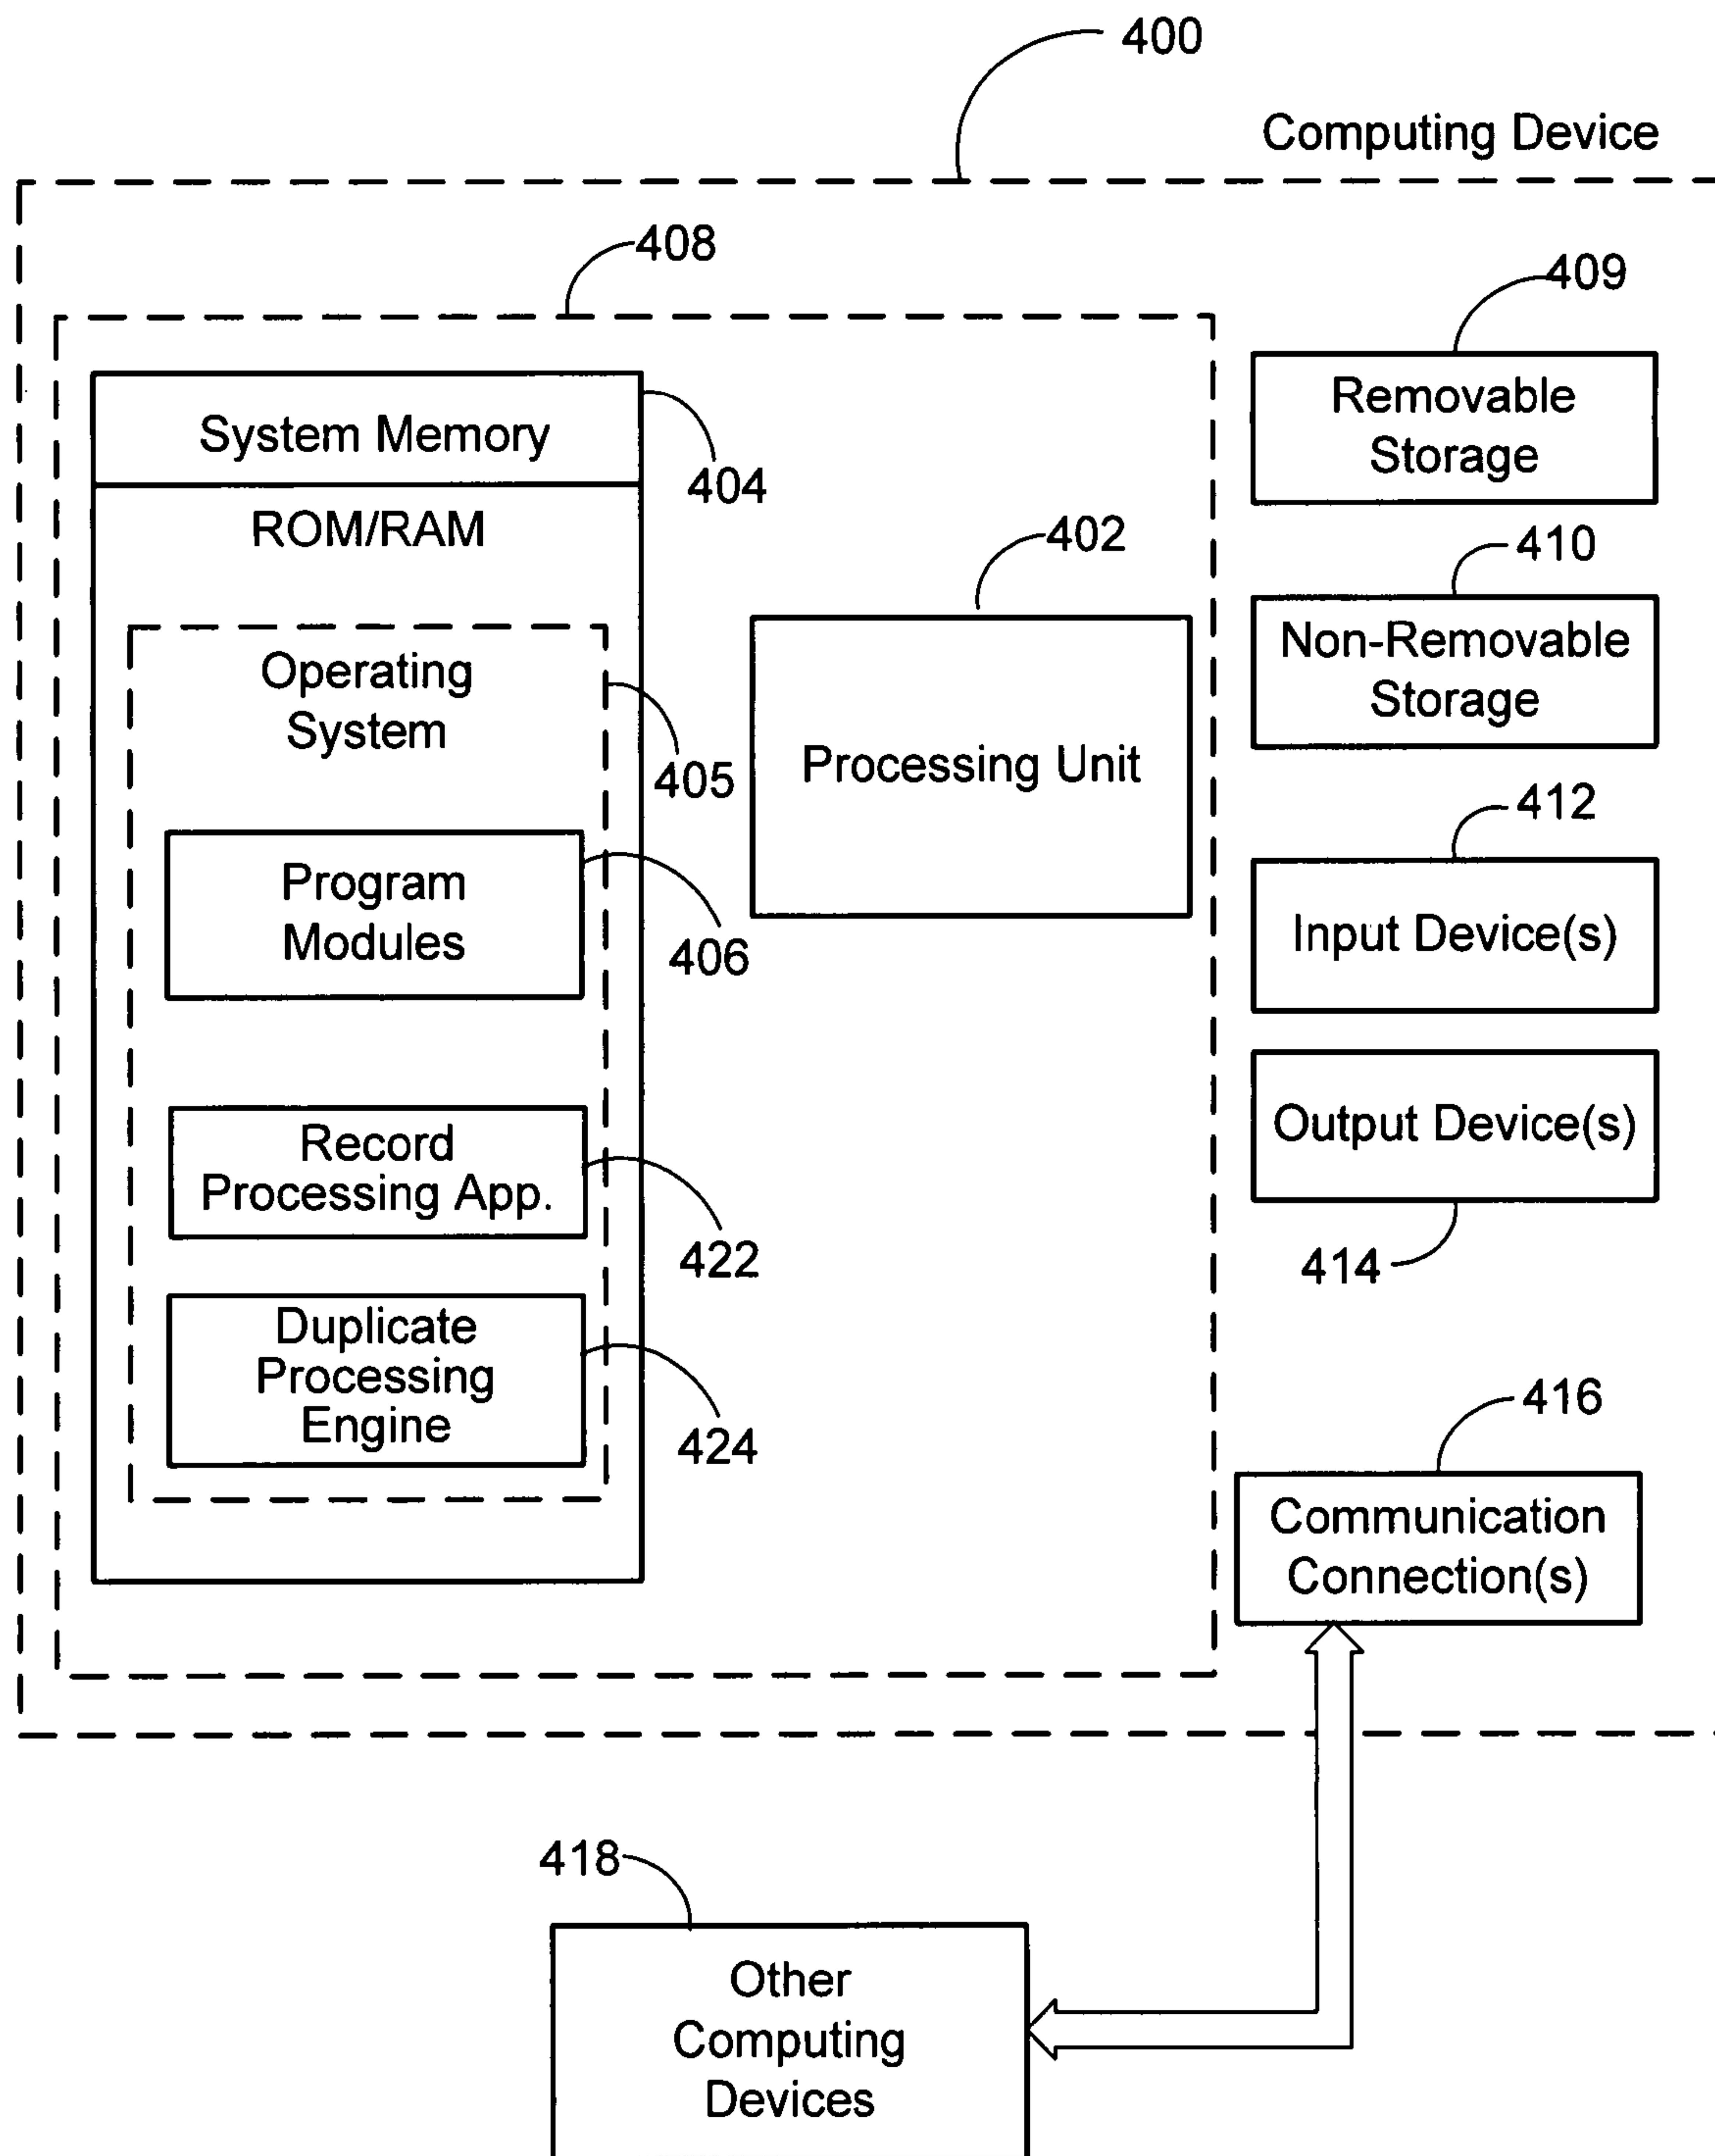 400
Computing Device
408
409
Removable
Storage
System Memory
404
ROM/RAM
402
410
Non-Removable
Storage
Operating
System
405
Processing Unit
412
Program
Modules
406
Input Device(s)
Record
Processing App.
422
Output Device(s)
414
Duplicate
Processing
Engine
424
416
Communication
Connection(s)
418
Other
Computing
Devices